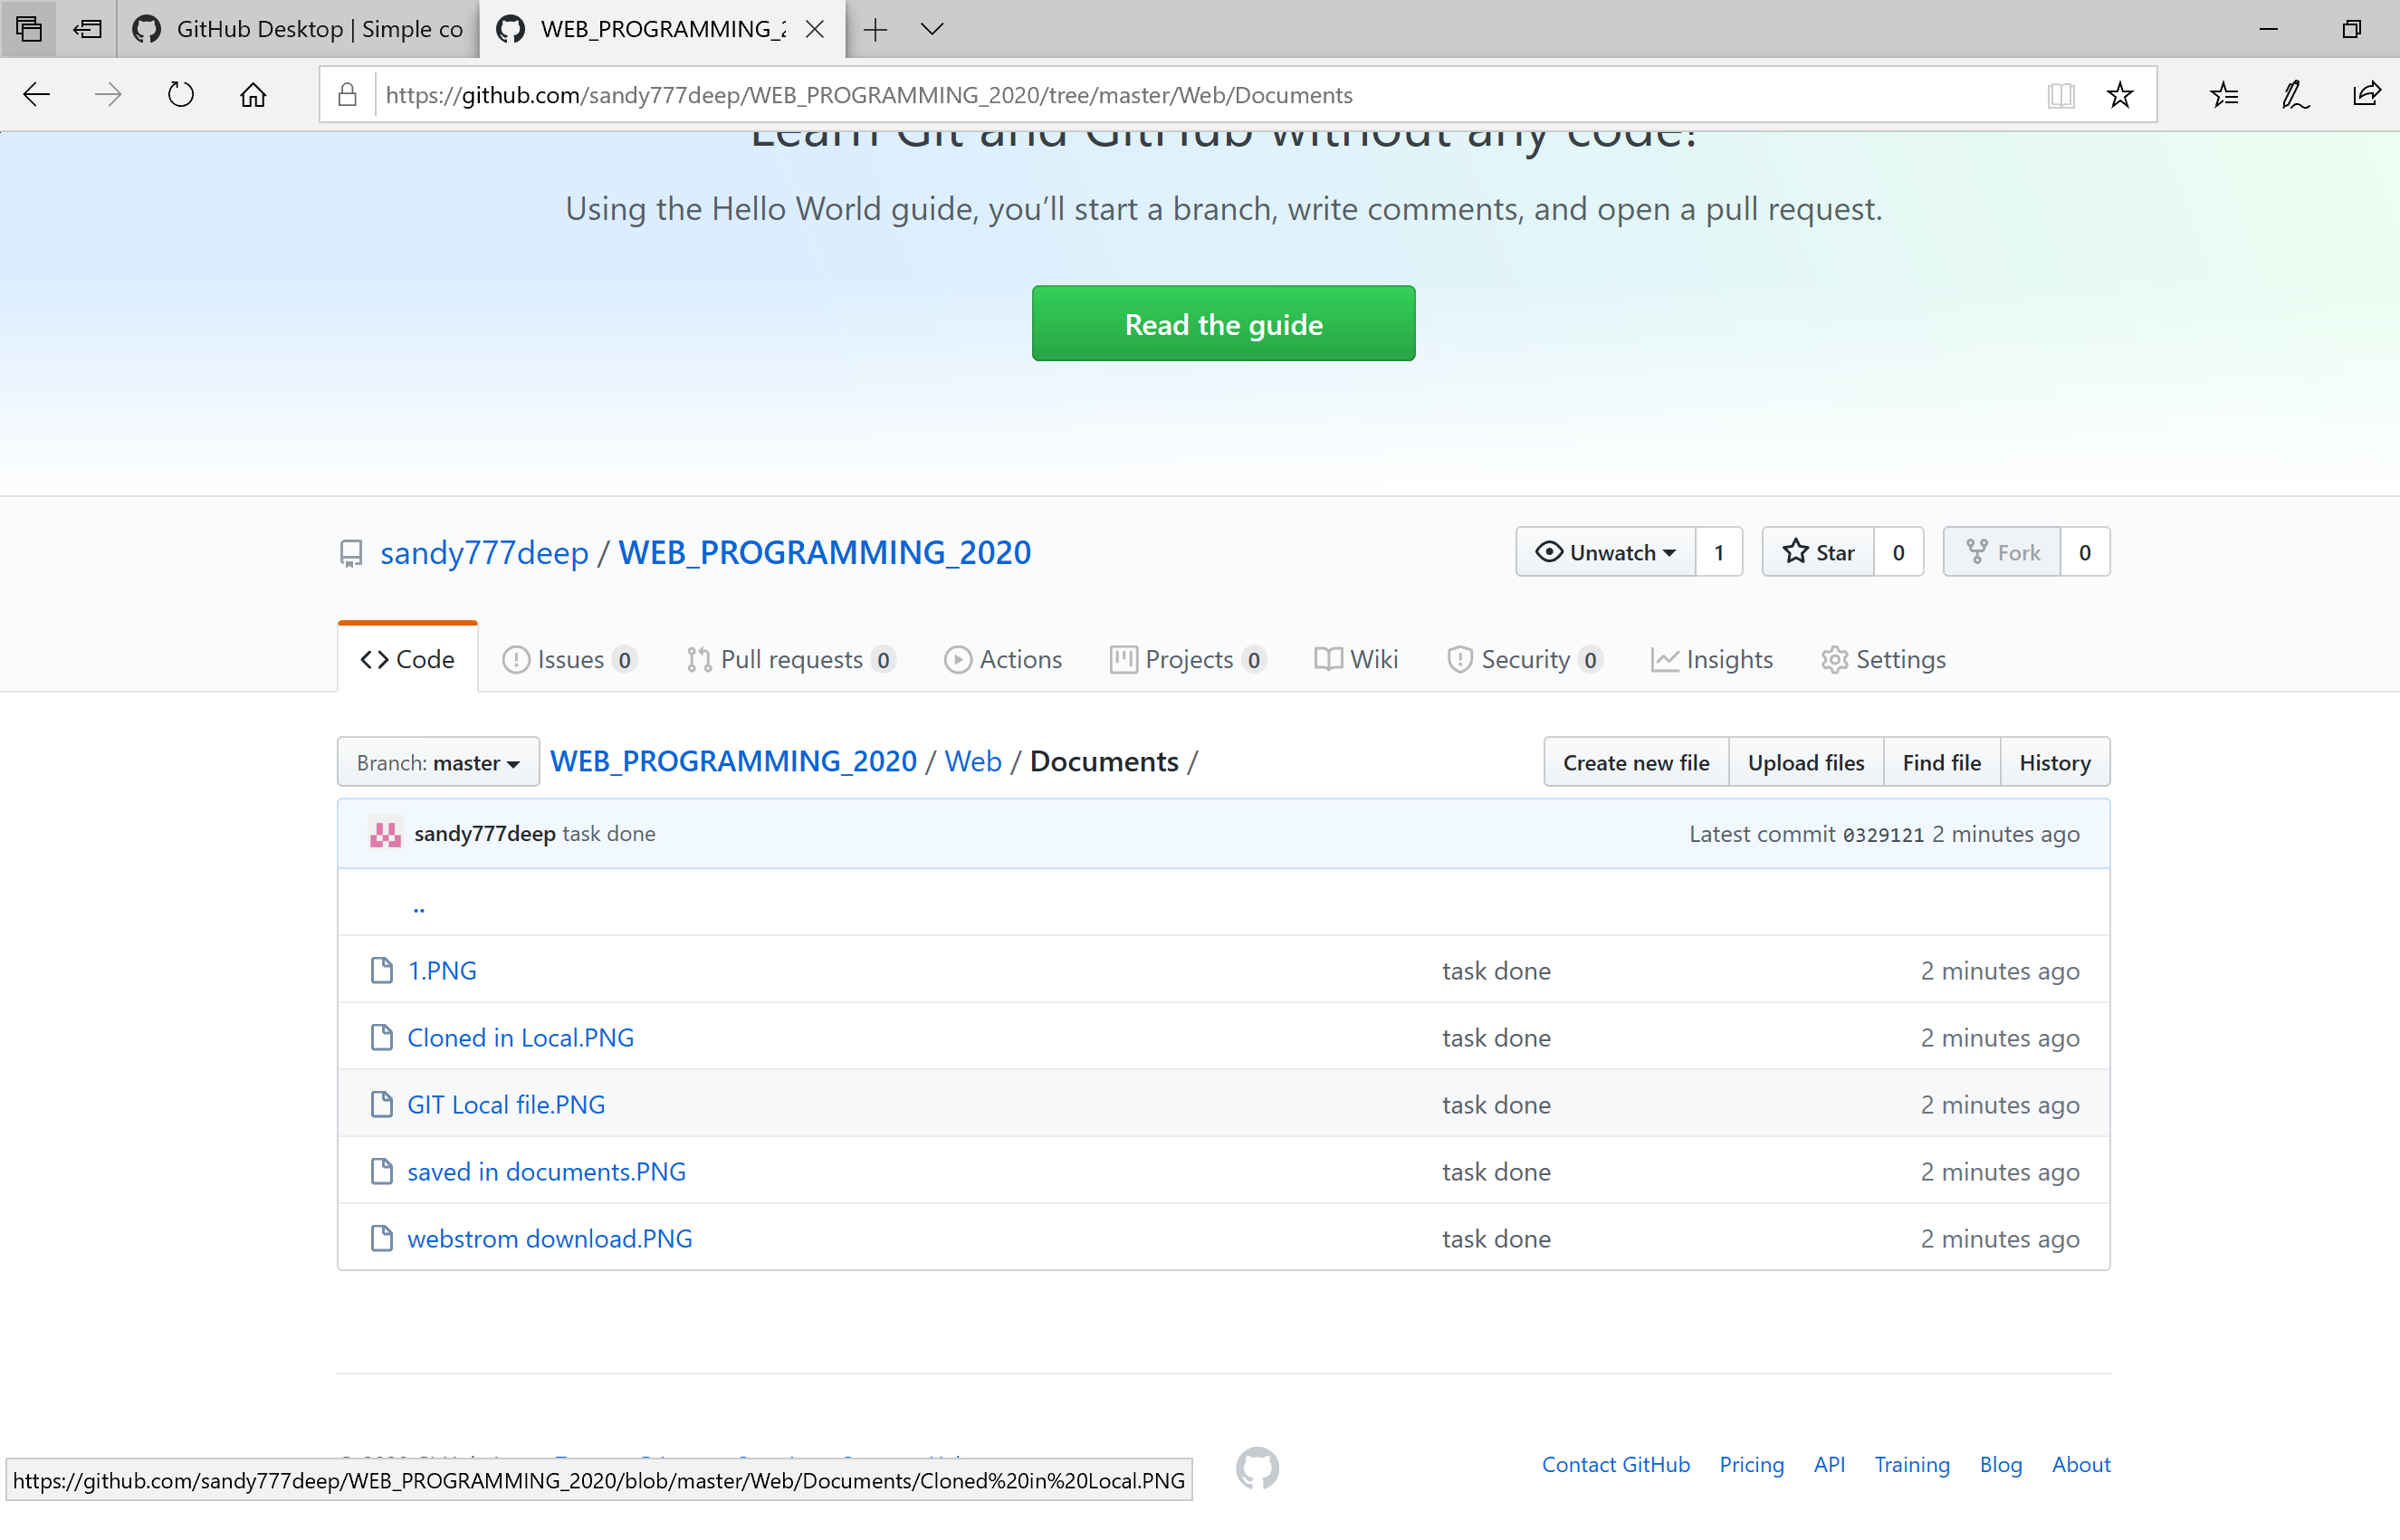 GitHub Desktop | Simple co
WEB_PROGRAMMING_2
https://github.com/sandy777deep/WEB_PROGRAMMING_2020/tree/master/Web/Documents
Learn Git and GitHub without any code!
Using the Hello World guide, you’ll start a branch, write comments, and open a pull request.
Read the guide
sandy777deep / WEB_PROGRAMMING_2020
Unwatch 1 Star 0 Fork 0
Code Issues 0 Pull requests 0 Actions Projects 0 Wiki Security 0 Insights Settings
Branch: master WEB_PROGRAMMING_2020 / Web / Documents / Create new file Upload files Find file History
sandy777deep task done Latest commit 0329121 2 minutes ago
..
1.PNG task done 2 minutes ago
Cloned in Local.PNG task done 2 minutes ago
GIT Local file.PNG task done 2 minutes ago
saved in documents.PNG task done 2 minutes ago
webstrom download.PNG task done 2 minutes ago
Contact GitHub Pricing API Training Blog About
https://github.com/sandy777deep/WEB_PROGRAMMING_2020/blob/master/Web/Documents/Cloned%20in%20Local.PNG